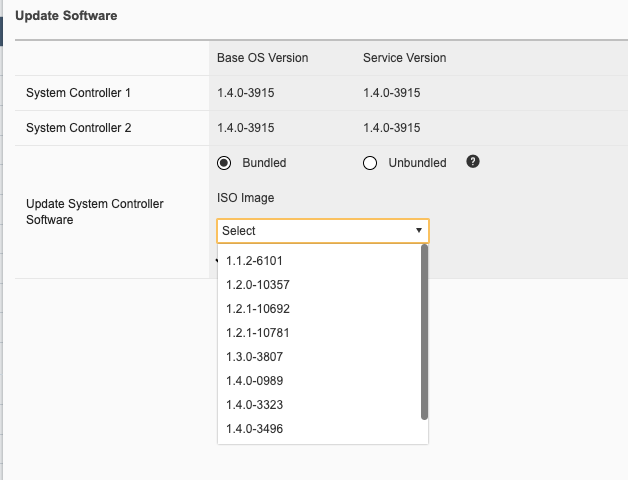 Update Software
Base OS Version Service Version
System Controller 1 1.4.0-3915 1.4.0-3915
System Controller 2 1.4.0-3915 1.4.0-3915
Bundled Unbundled ?
Update System Controller
Software
ISO Image
Select
1.1.2-6101
1.2.0-10357
1.2.1-10692
1.2.1-10781
1.3.0-3807
1.4.0-0989
1.4.0-3323
1.4.0-3496